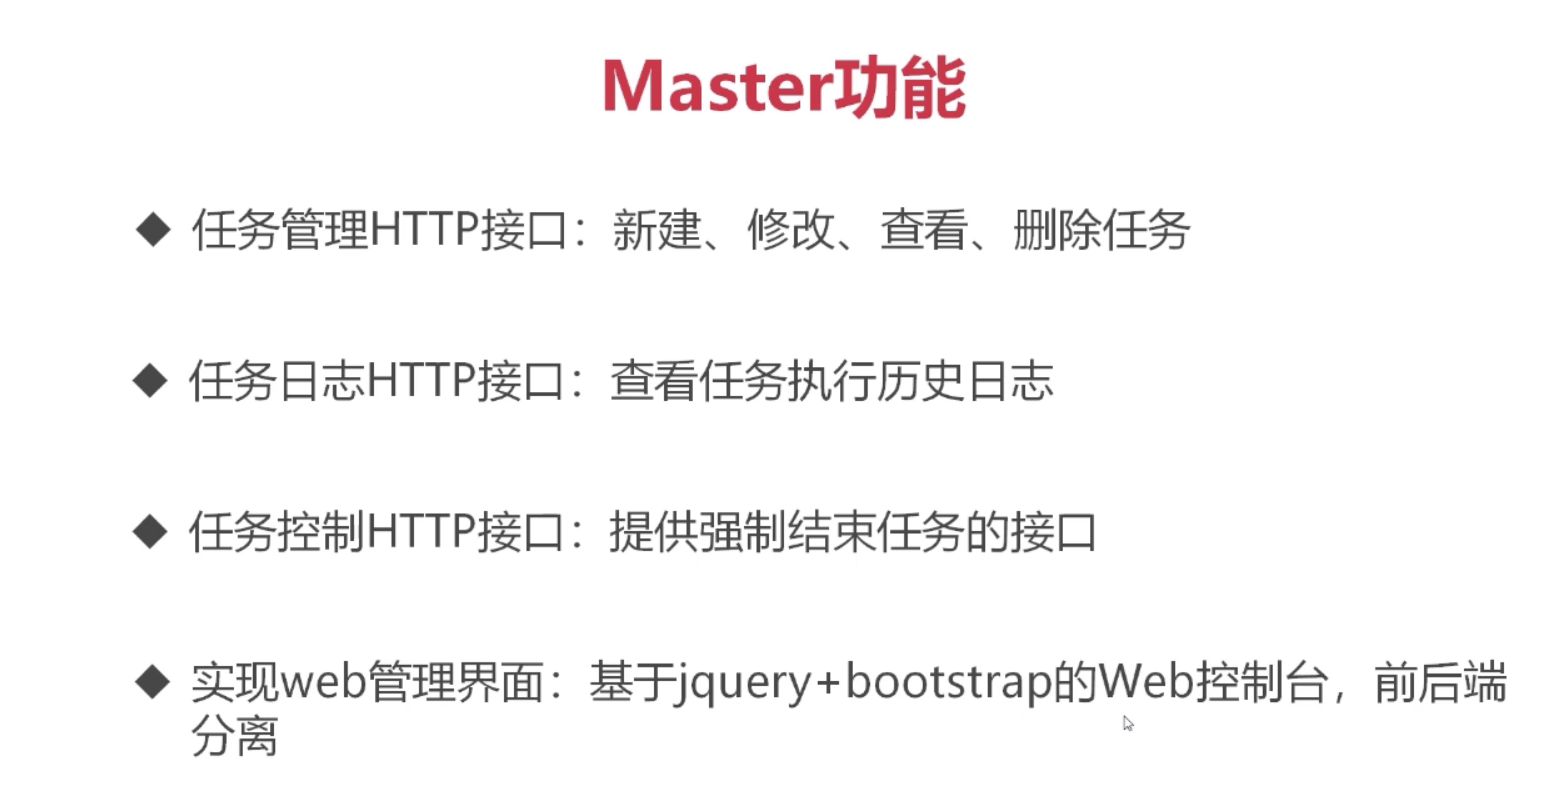 Master功能
◆ 任务管理HTTP接口：新建、修改、查看、删除任务
◆ 任务日志HTTP接口：查看任务执行历史日志
◆ 任务控制HTTP接口：提供强制结束任务的接口
◆ 实现web管理界面：基于jquery+bootstrap的Web控制台，前后端
分离